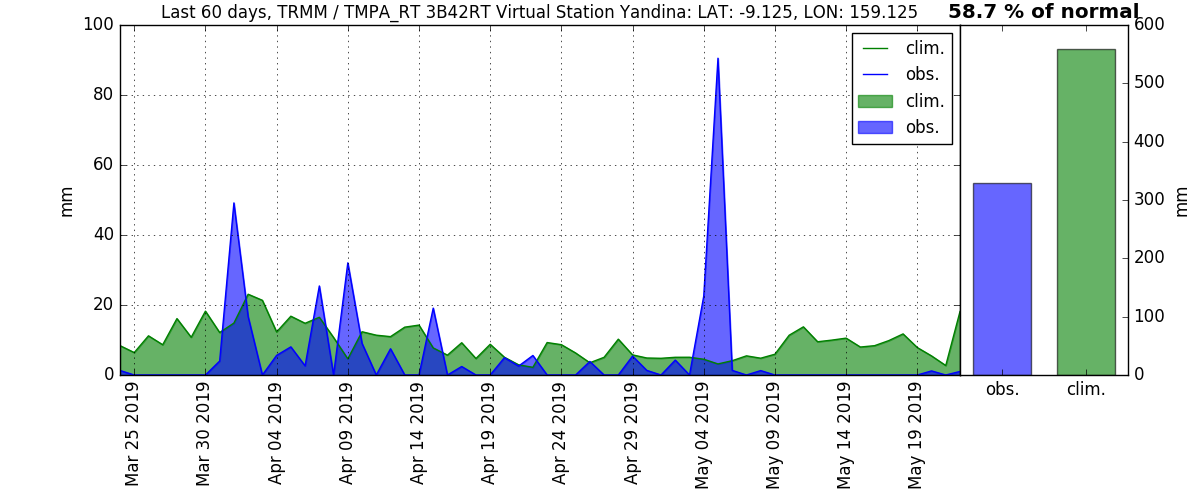 Last 60 days, TRMM / TMPA_RT 3B42RT Virtual Station Yandina: LAT: -9.125, LON: 159.125
58.7 % of normal
100
80
60
40
20
0
mm
clim.
obs.
clim.
obs.
Mar 25 2019
Mar 30 2019
Apr 04 2019
Apr 09 2019
Apr 14 2019
Apr 19 2019
Apr 24 2019
Apr 29 2019
May 04 2019
May 09 2019
May 14 2019
May 19 2019
600
500
400
300
200
100
0
mm
obs.
clim.